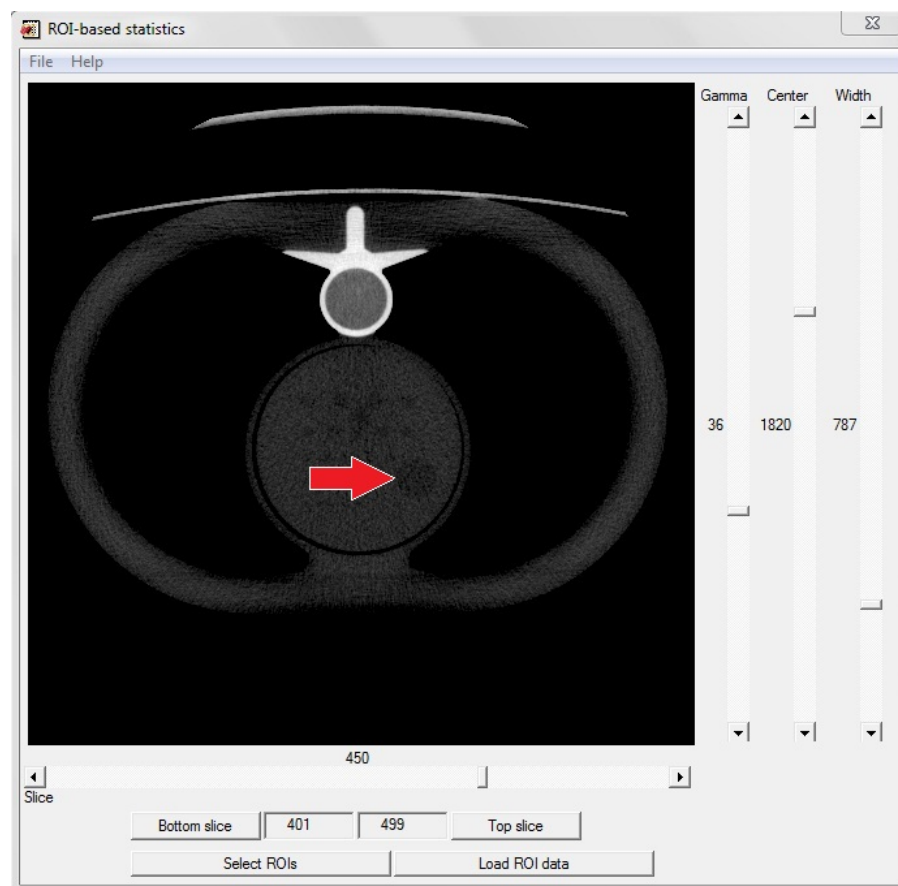 ROI-based statistics
File Help
Gamma Center Width
36 1820 787
450
Slice
Bottom slice 401 499 Top slice
Select ROIs Load ROI data